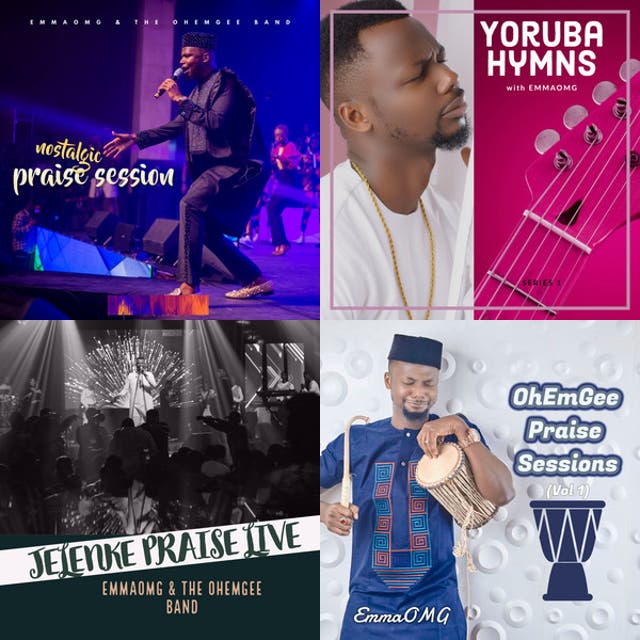 EMMAOMG & THE OHEMGEE BAND
nostalgic
praise session
YORUBA
HYMNS
with EMMAOMG
SERIES 1
JELENKE PRAISE LIVE
EMMAOMG & THE OHEMGEE
BAND
OhEmGee
Praise
Sessions
(Vol 1)
EmmaOMG